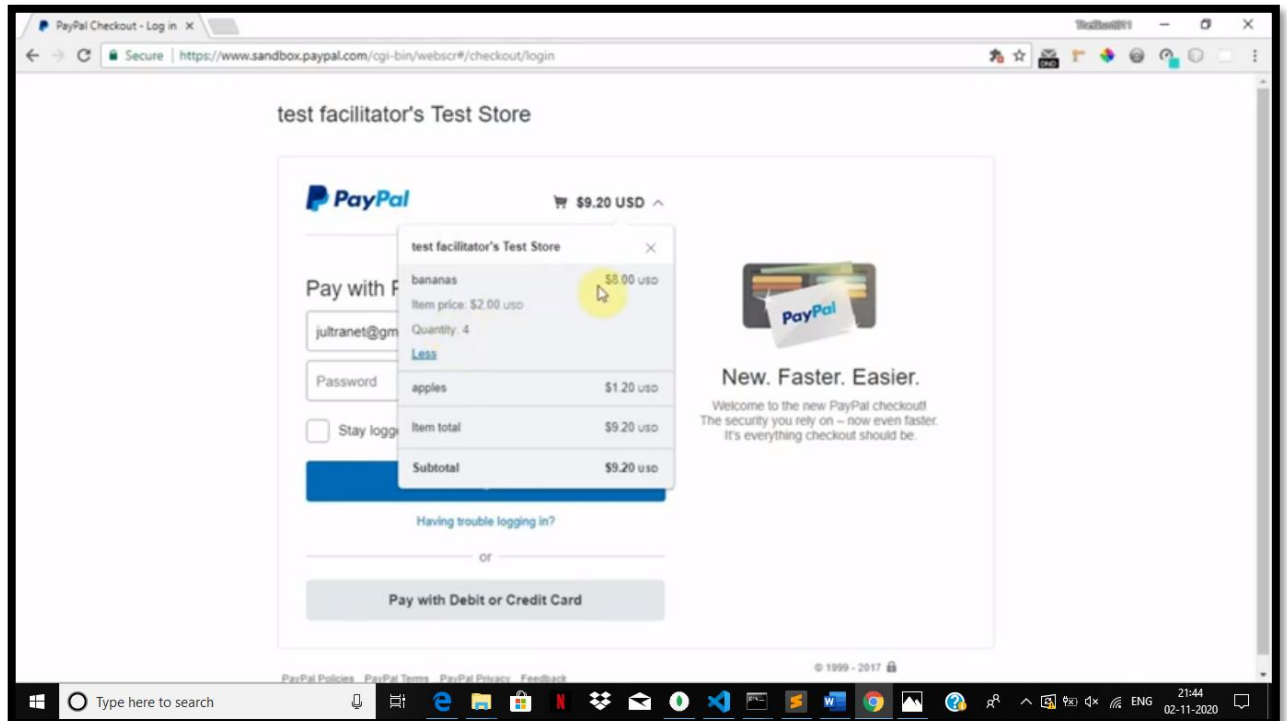 PayPal Checkout - Log in
Secure | https://www.sandbox.paypal.com/cgi-bin/webscr#/checkout/login
DND
test facilitator's Test Store
PayPal
$9.20 USD
test facilitator's Test Store
bananas $8.00 USD
Item price: $2.00 USD
Quantity: 4
Less
apples $1.20 USD
Item total $9.20 USD
Subtotal $9.20 USD
Pay with P
jultranet@gm
Password
Stay logge
Having trouble logging in?
or
Pay with Debit or Credit Card
PayPal
New. Faster. Easier.
Welcome to the new PayPal checkout!
The security you rely on – now even faster.
It's everything checkout should be.
© 1999 - 2017
PayPal Policies PayPal Terms PayPal Privacy Feedback
Type here to search
ENG
21:44
02-11-2020